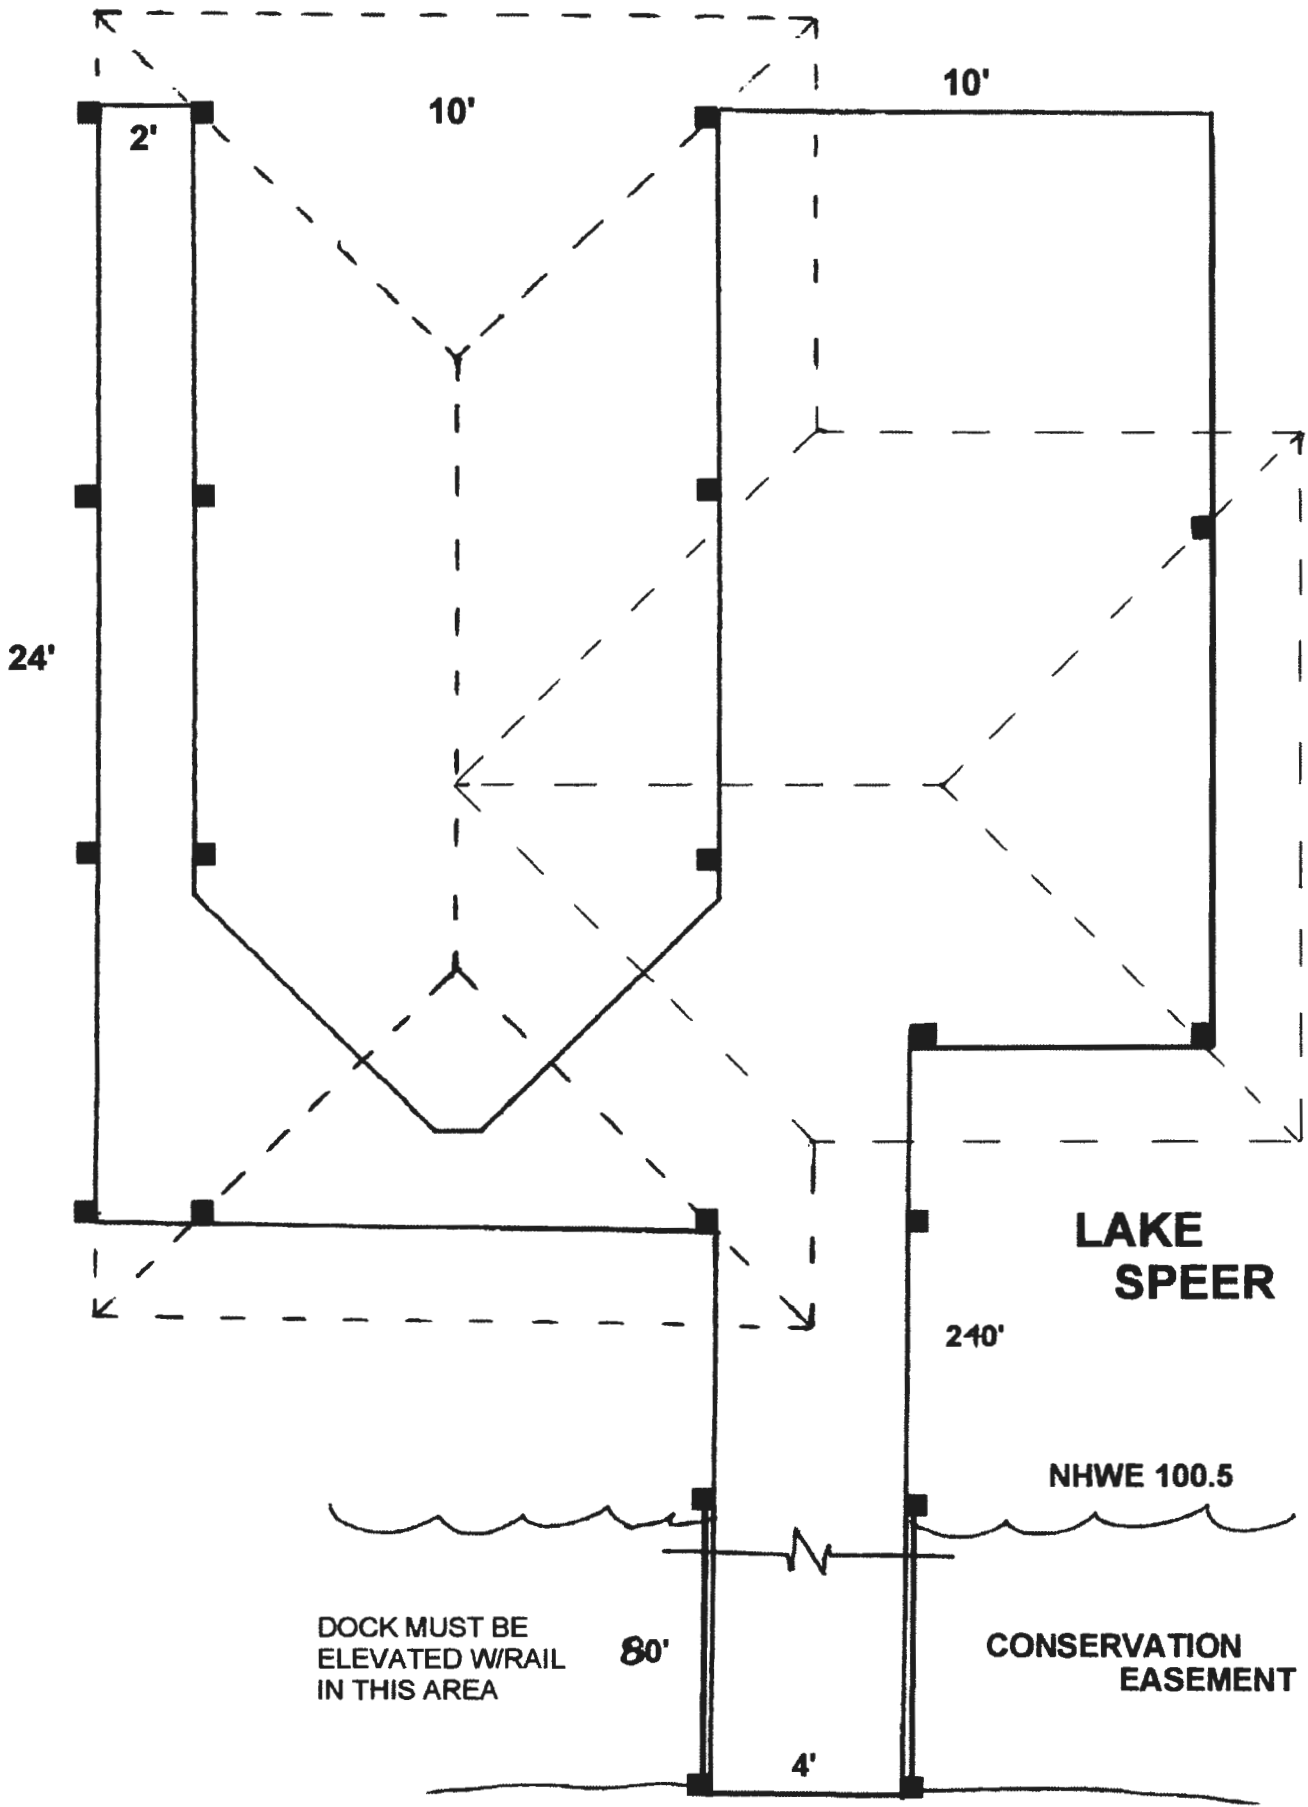 10'
10'
2'
24'
LAKE
SPEER
240'
NHWE 100.5
DOCK MUST BE
ELEVATED W/RAIL
IN THIS AREA
80'
CONSERVATION
EASEMENT
4'